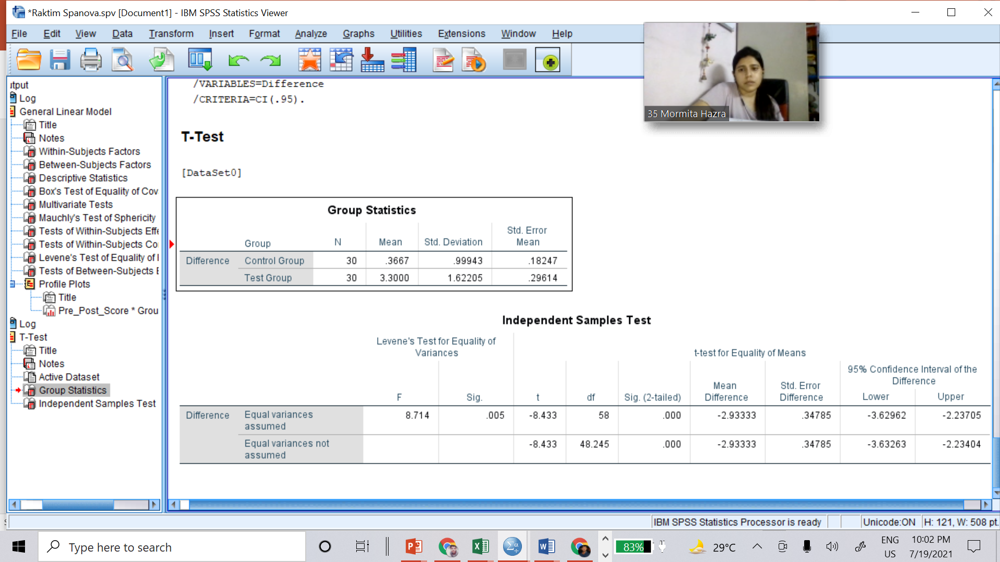 *Raktim Spanova.spv [Document1] - IBM SPSS Statistics Viewer
File Edit View Data Transform Insert Format Analyze Graphs Utilities Extensions Window Help
35 Mormita Hazra
Log
General Linear Model
Title
Notes
Within-Subjects Factors
Between-Subjects Factors
Descriptive Statistics
Box's Test of Equality of Cov
Multivariate Tests
Mauchly's Test of Sphericity
Tests of Within-Subjects Effe
Tests of Within-Subjects Co
Levene's Test of Equality of
Tests of Between-Subjects E
Profile Plots
Title
Pre_Post_Score * Grou
Log
T-Test
Title
Notes
Active Dataset
Group Statistics
Independent Samples Test
/VARIABLES=Difference
/CRITERIA=CI(.95).
T-Test
[DataSet0]
Group Statistics
Std. Error
Group N Mean Std. Deviation Mean
Difference Control Group 30 .3667 .99943 .18247
Test Group 30 3.3000 1.62205 .29614
Independent Samples Test
Levene's Test for Equality of
Variances t-test for Equality of Means
95% Confidence Interval of the
Difference
Mean Std. Error
F Sig. t df Sig. (2-tailed) Difference Difference Lower Upper
Difference Equal variances
assumed 8.714 .005 -8.433 58 .000 -2.93333 .34785 -3.62962 -2.23705
Equal variances not
assumed -8.433 48.245 .000 -2.93333 .34785 -3.63263 -2.23404
IBM SPSS Statistics Processor is ready Unicode:ON H: 121, W: 508 pt.
Type here to search
83% 29°C
ENG
US
10:02 PM
7/19/2021